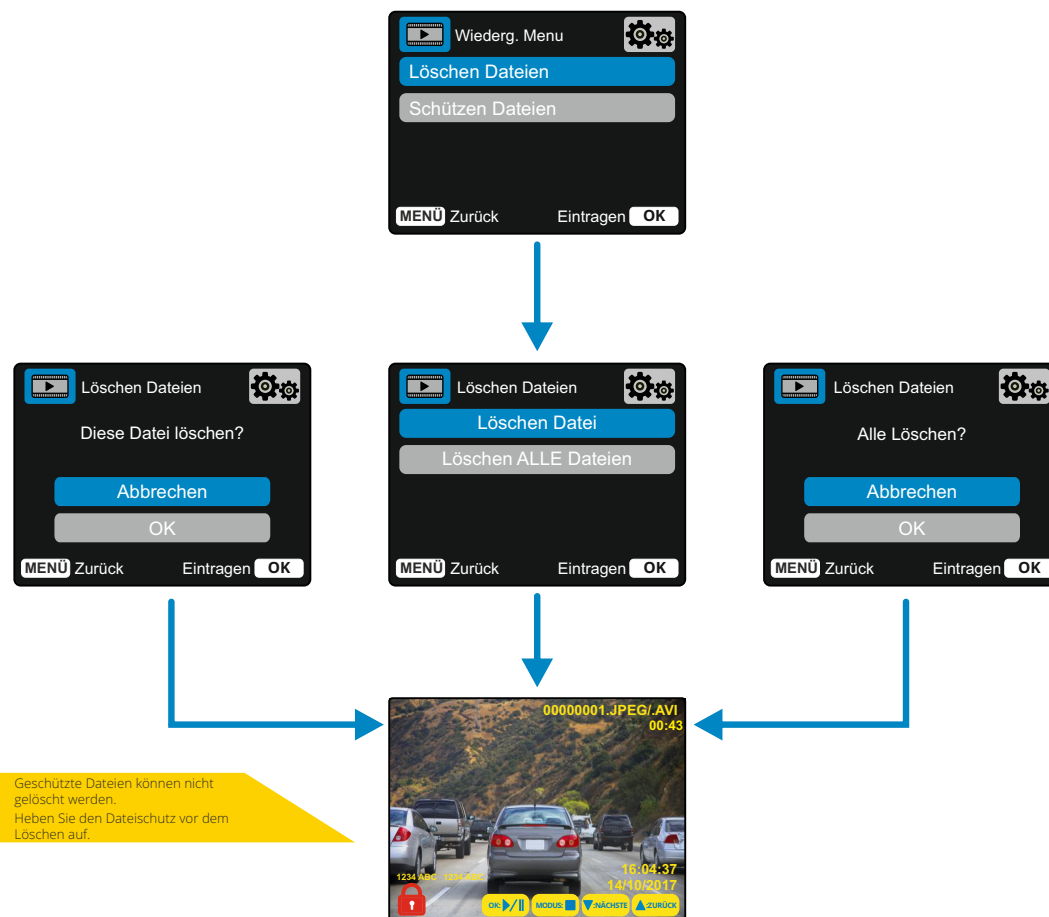 Wiederg. Menu
Löschen Dateien
Schützen Dateien
MENÜ Zurück Eintragen OK
Löschen Dateien
Diese Datei löschen?
Abbrechen
OK
MENÜ Zurück Eintragen OK
Löschen Dateien
Löschen Datei
Löschen ALLE Dateien
MENÜ Zurück Eintragen OK
Löschen Dateien
Alle Löschen?
Abbrechen
OK
MENÜ Zurück Eintragen OK
00000001.JPEG/.AVI
00:43
Geschützte Dateien können nicht
gelöscht werden.
Heben Sie den Dateischutz vor dem
Löschen auf.
16:04:37
1234 ABC 1234 ABC
14/10/2017
OK: MODUS: :NÄCHSTE :ZURÜCK